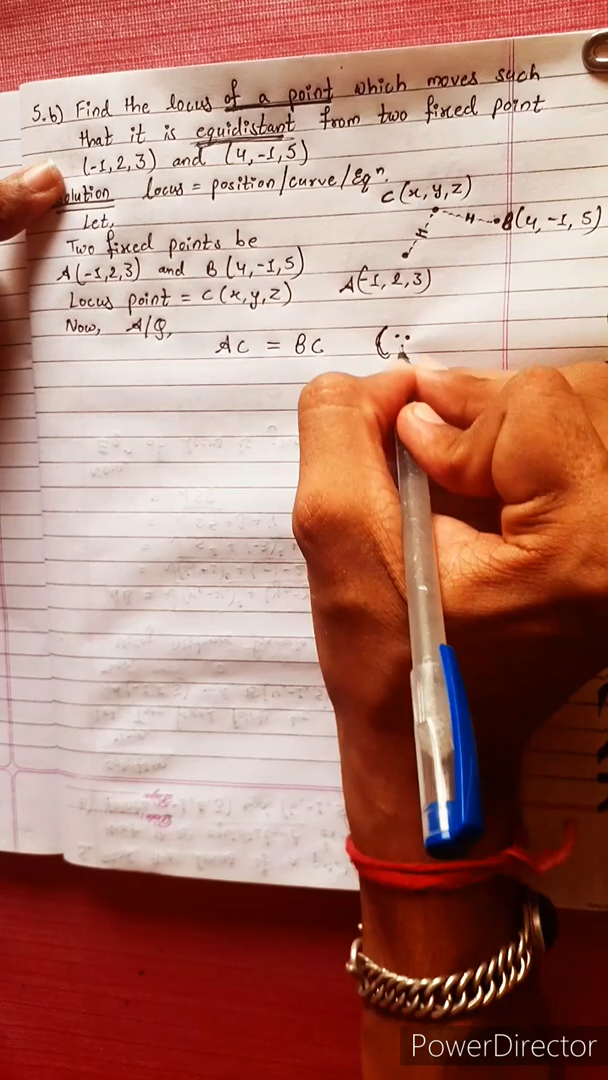 5.b) Find the locus of a point which moves such
that it is equidistant from two fixed point
(-1,2,3) and (4,-1,5)
solution locus = position/curve/Eqⁿ.
Let,
Two fixed points be
A(-1,2,3) and B(4,-1,5)
Locus point = C(x,y,z)
Now, A/Q,
C(x,y,z)
B(4,-1,5)
A(-1,2,3)
AC = BC (∵
PowerDirector